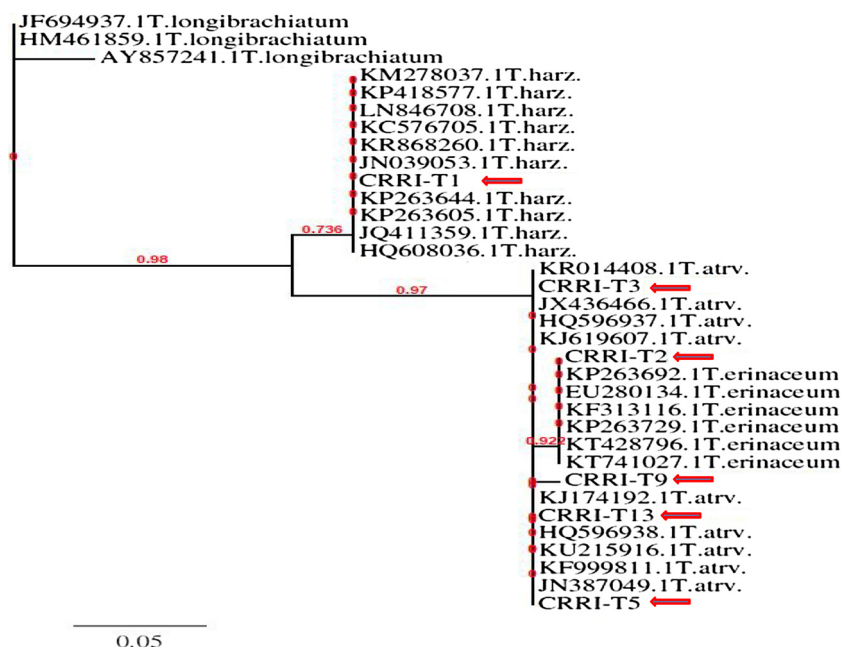 JF694937.1T.longibrachiatum
HM461859.1T.longibrachiatum
AY857241.1T.longibrachiatum
KM278037.1T.harz.
KP418577.1T.harz.
LN846708.1T.harz.
KC576705.1T.harz.
KR868260.1T.harz.
JN039053.1T.harz.
CRRI-T1
KP263644.1T.harz.
KP263605.1T.harz.
0.736
JQ411359.1T.harz.
HQ608036.1T.harz.
0.98
KR014408.1T.atrv.
CRRI-T3
0.97
JX436466.1T.atrv.
HQ596937.1T.atrv.
KJ619607.1T.atrv.
CRRI-T2
KP263692.1T.erinaceum
EU280134.1T.erinaceum
KF313116.1T.erinaceum
KP263729.1T.erinaceum
0.922
KT428796.1T.erinaceum
KT741027.1T.erinaceum
CRRI-T9
KJ174192.1T.atrv.
CRRI-T13
HQ596938.1T.atrv.
KU215916.1T.atrv.
KF999811.1T.atrv.
JN387049.1T.atrv.
CRRI-T5
0.05